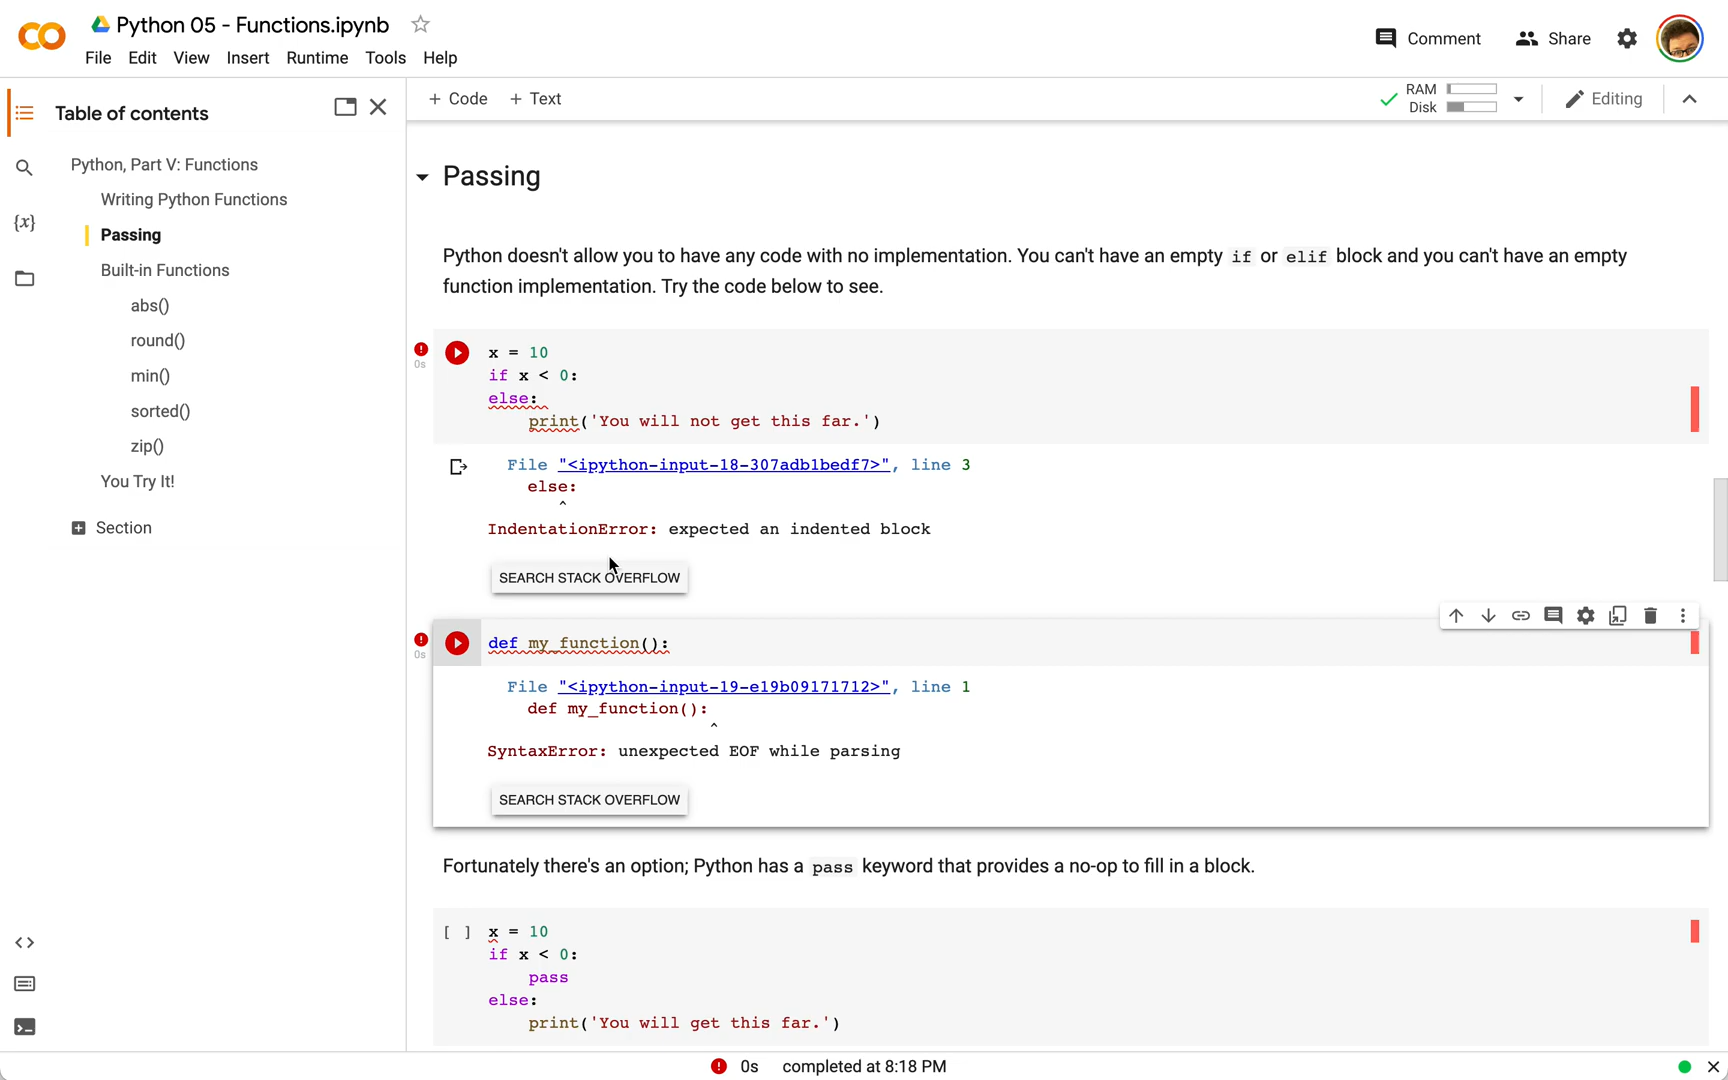 Python 05 - Functions.ipynb
File Edit View Insert Runtime Tools Help
Comment Share
Table of contents
Python, Part V: Functions
Writing Python Functions
Passing
Built-in Functions
abs()
round()
min()
sorted()
zip()
You Try It!
Section
{x}
+ Code + Text
RAM
Disk
Editing
Passing
Python doesn't allow you to have any code with no implementation. You can't have an empty if or elif block and you can't have an empty
function implementation. Try the code below to see.
0s
x = 10
if x < 0:
else:
    print('You will not get this far.')
File "<ipython-input-18-307adb1bedf7>", line 3
else:
^
IndentationError: expected an indented block
SEARCH STACK OVERFLOW
0s
def my_function():
File "<ipython-input-19-e19b09171712>", line 1
def my_function():
^
SyntaxError: unexpected EOF while parsing
SEARCH STACK OVERFLOW
Fortunately there's an option; Python has a pass keyword that provides a no-op to fill in a block.
[ ] x = 10
if x < 0:
    pass
else:
    print('You will get this far.')
0s completed at 8:18 PM